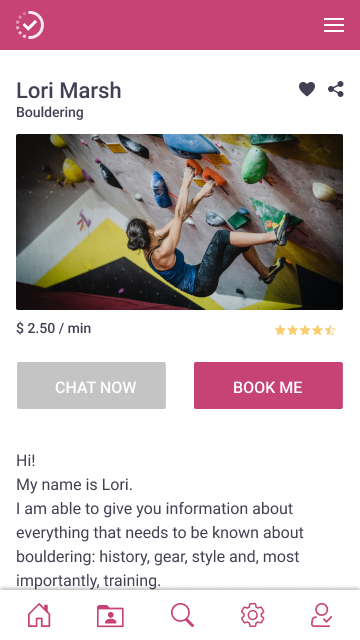 Lori Marsh
Bouldering
$ 2.50 / min
CHAT NOW
BOOK ME
Hi!
My name is Lori.
I am able to give you information about
everything that needs to be known about
bouldering: history, gear, style and, most
importantly, training.